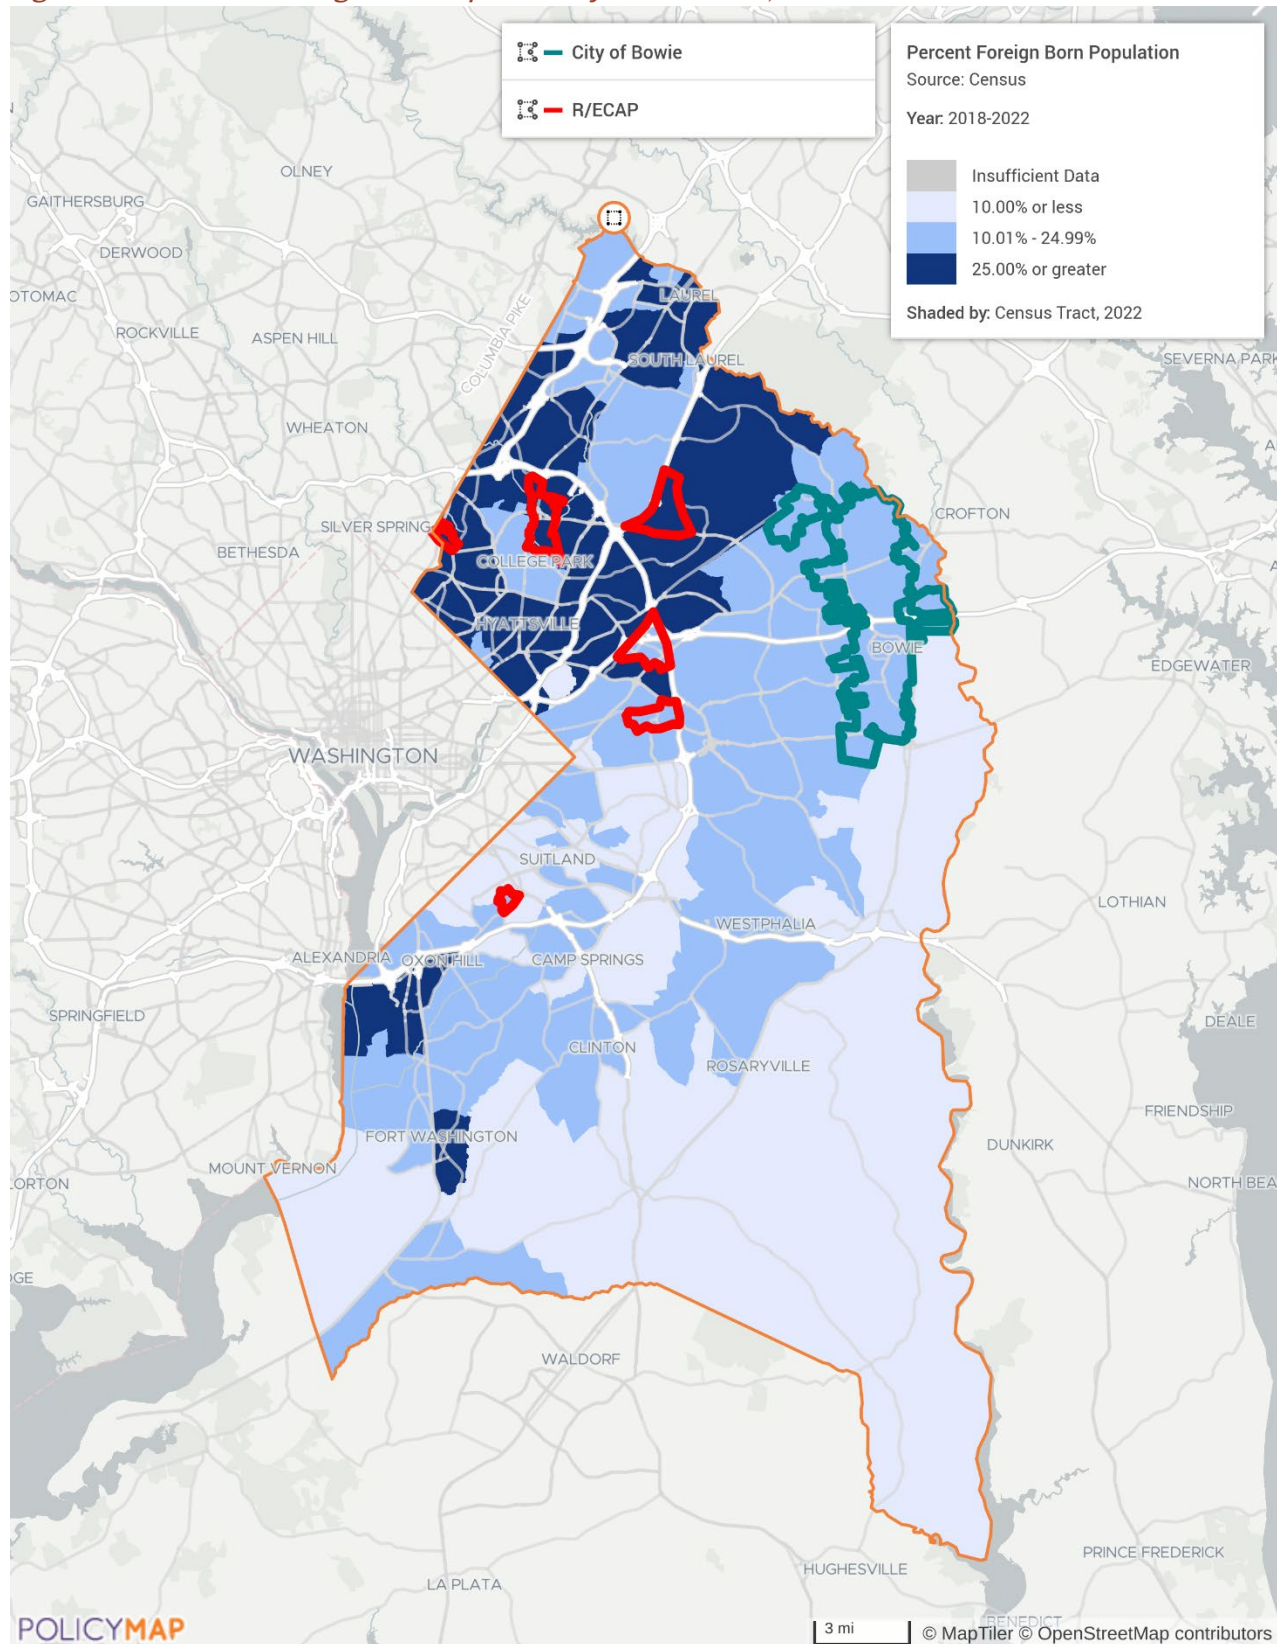 City of Bowie
R/ECAP
Percent Foreign Born Population
Source: Census
Year: 2018-2022
Insufficient Data
10.00% or less
10.01% - 24.99%
25.00% or greater
Shaded by: Census Tract, 2022
OLNEY
GAITHERSBURG
DERWOOD
OTOMAC
ROCKVILLE
ASPEN HILL
COLUMBIA PIKE
LAUREL
SOUTH LAUREL
SEVERNA PARK
WHEATON
SILVER SPRING
CROFTON
BETHESDA
COLLEGE PARK
HYATTSVILLE
BOWIE
EDGEWATER
WASHINGTON
SUITLAND
LOTHIAN
WESTPHALIA
ALEXANDRIA
OXON HILL
CAMP SPRINGS
SPRINGFIELD
DEALE
CLINTON
ROSARYVILLE
FRIENDSHIP
FORT WASHINGTON
DUNKIRK
MOUNT VERNON
ORTON
NORTH BEA
GE
WALDORF
HUGHESVILLE
PRINCE FREDERICK
LA PLATA
BENEDICT
POLICYMAP
3 mi
© MapTiler © OpenStreetMap contributors